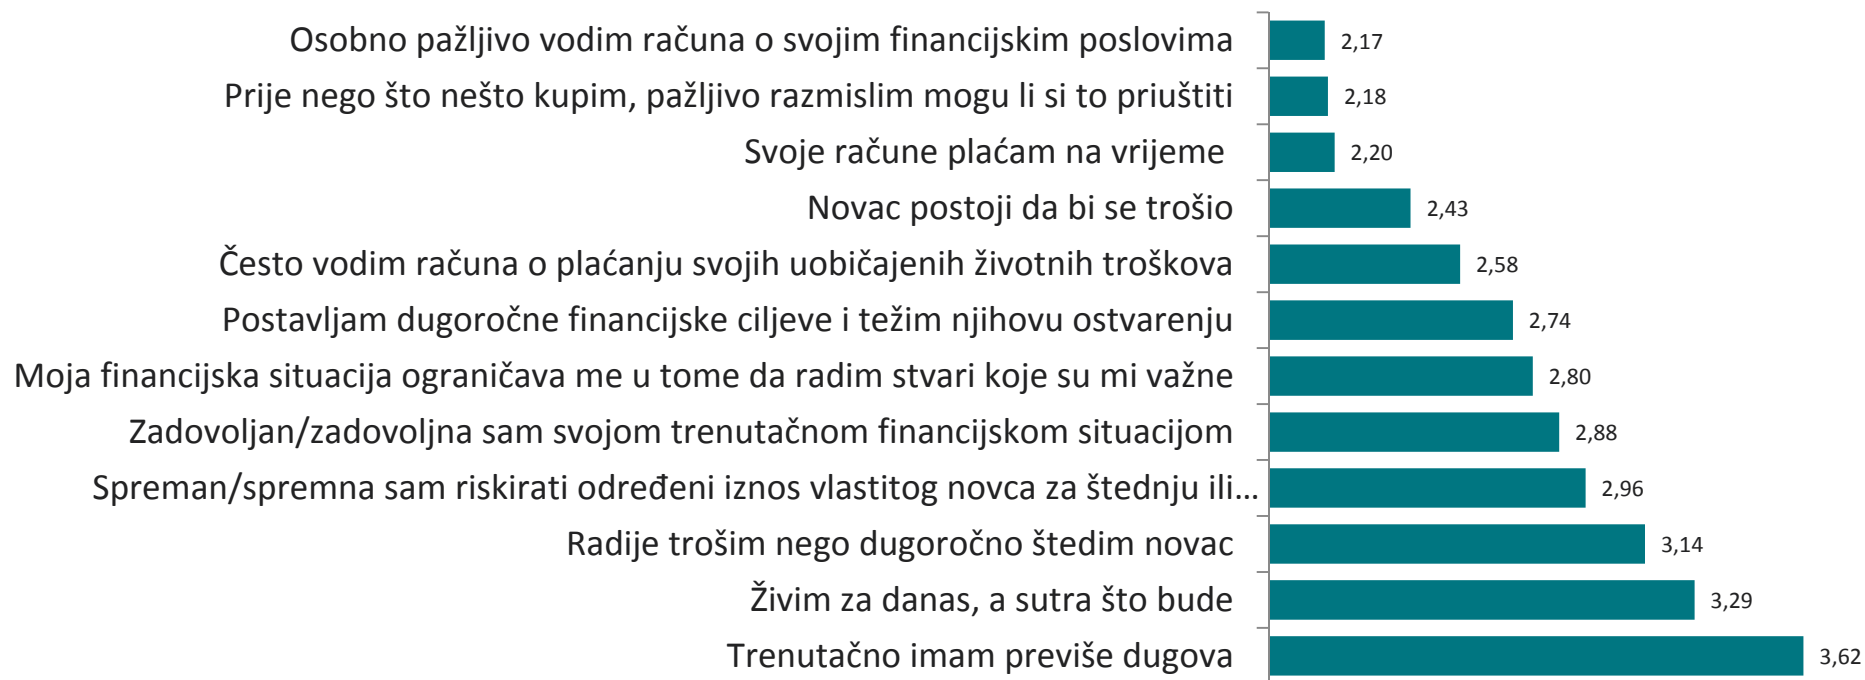 Osobno pažljivo vodim računa o svojim financijskim poslovima 2,17
Prije nego što nešto kupim, pažljivo razmislim mogu li si to priuštiti 2,18
Svoje račune plaćam na vrijeme 2,20
Novac postoji da bi se trošio 2,43
Često vodim računa o plaćanju svojih uobičajenih životnih troškova 2,58
Postavljam dugoročne financijske ciljeve i težim njihovu ostvarenju 2,74
Moja financijska situacija ograničava me u tome da radim stvari koje su mi važne 2,80
Zadovoljan/zadovoljna sam svojom trenutačnom financijskom situacijom 2,88
Spreman/spremna sam riskirati određeni iznos vlastitog novca za štednju ili... 2,96
Radije trošim nego dugoročno štedim novac 3,14
Živim za danas, a sutra što bude 3,29
Trenutačno imam previše dugova 3,62